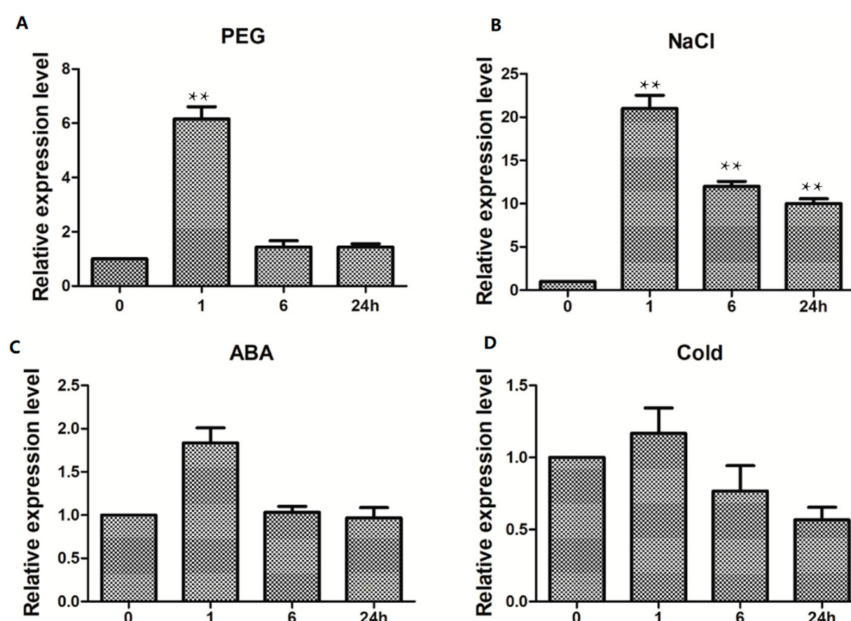 A
PEG
Relative expression level
8
6
4
2
0
**
0 1 6 24h
B
NaCl
Relative expression level
25
20
15
10
5
0
**
**
**
0 1 6 24h
C
ABA
Relative expression level
2.5
2.0
1.5
1.0
0.5
0.0
0 1 6 24h
D
Cold
Relative expression level
1.5
1.0
0.5
0.0
0 1 6 24h